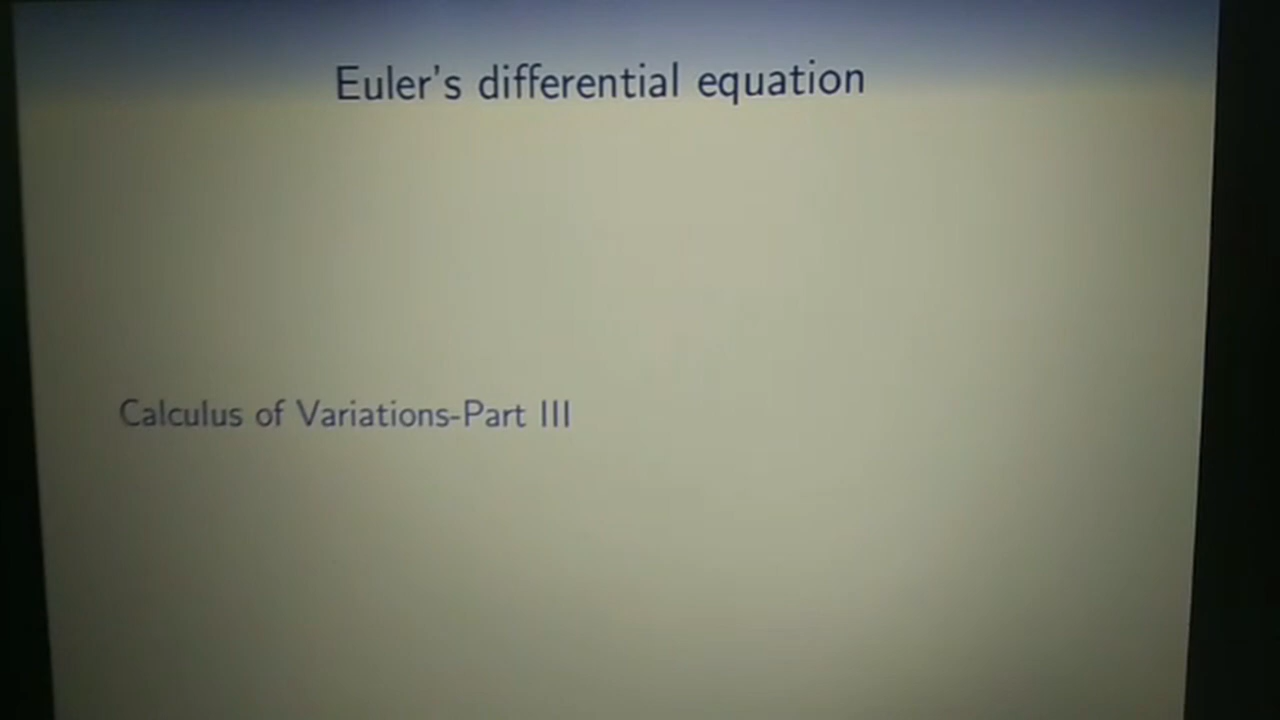 Euler's differential equation
Calculus of Variations-Part III